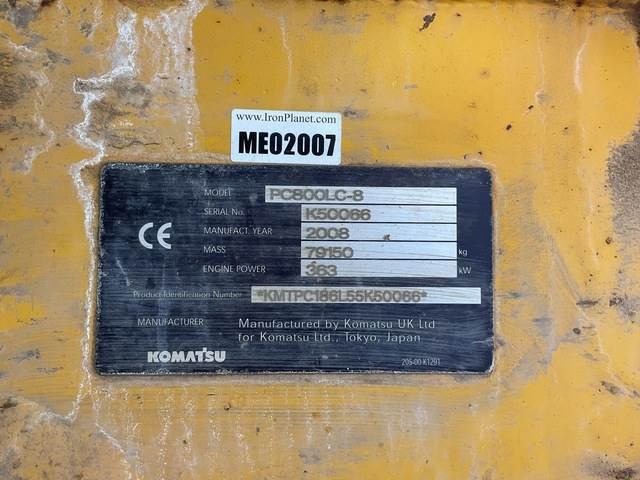 www.IronPlanet.com
ME02007
MODEL PC800LC-8
SERIAL No. K50066
MANUFACT. YEAR 2008
MASS 79150 kg
ENGINE POWER 363 kW
CE
Product Identification Number *KMTPC186L55K50066*
MANUFACTURER Manufactured by Komatsu UK Ltd
for Komatsu Ltd., Tokyo, Japan
KOMATSU
205-00-K1291